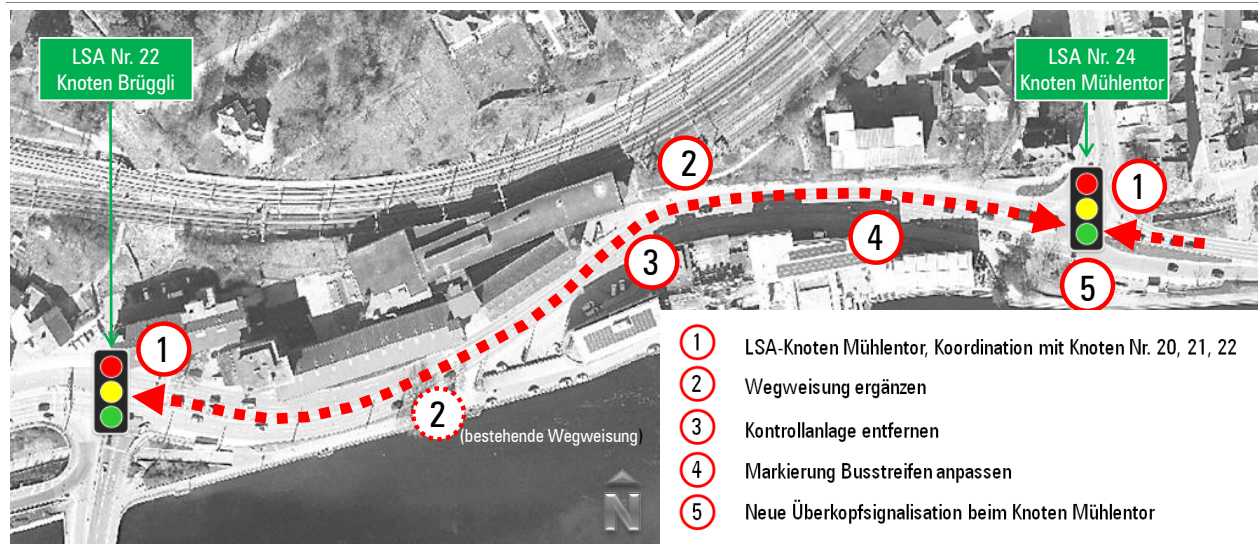 LSA Nr. 22
Knoten Brüggli
LSA Nr. 24
Knoten Mühlentor
2
1
3
4
5
1
2
(bestehende Wegweisung)
N
1 LSA-Knoten Mühlentor, Koordination mit Knoten Nr. 20, 21, 22
2 Wegweisung ergänzen
3 Kontrollanlage entfernen
4 Markierung Busstreifen anpassen
5 Neue Überkopfsignalisation beim Knoten Mühlentor